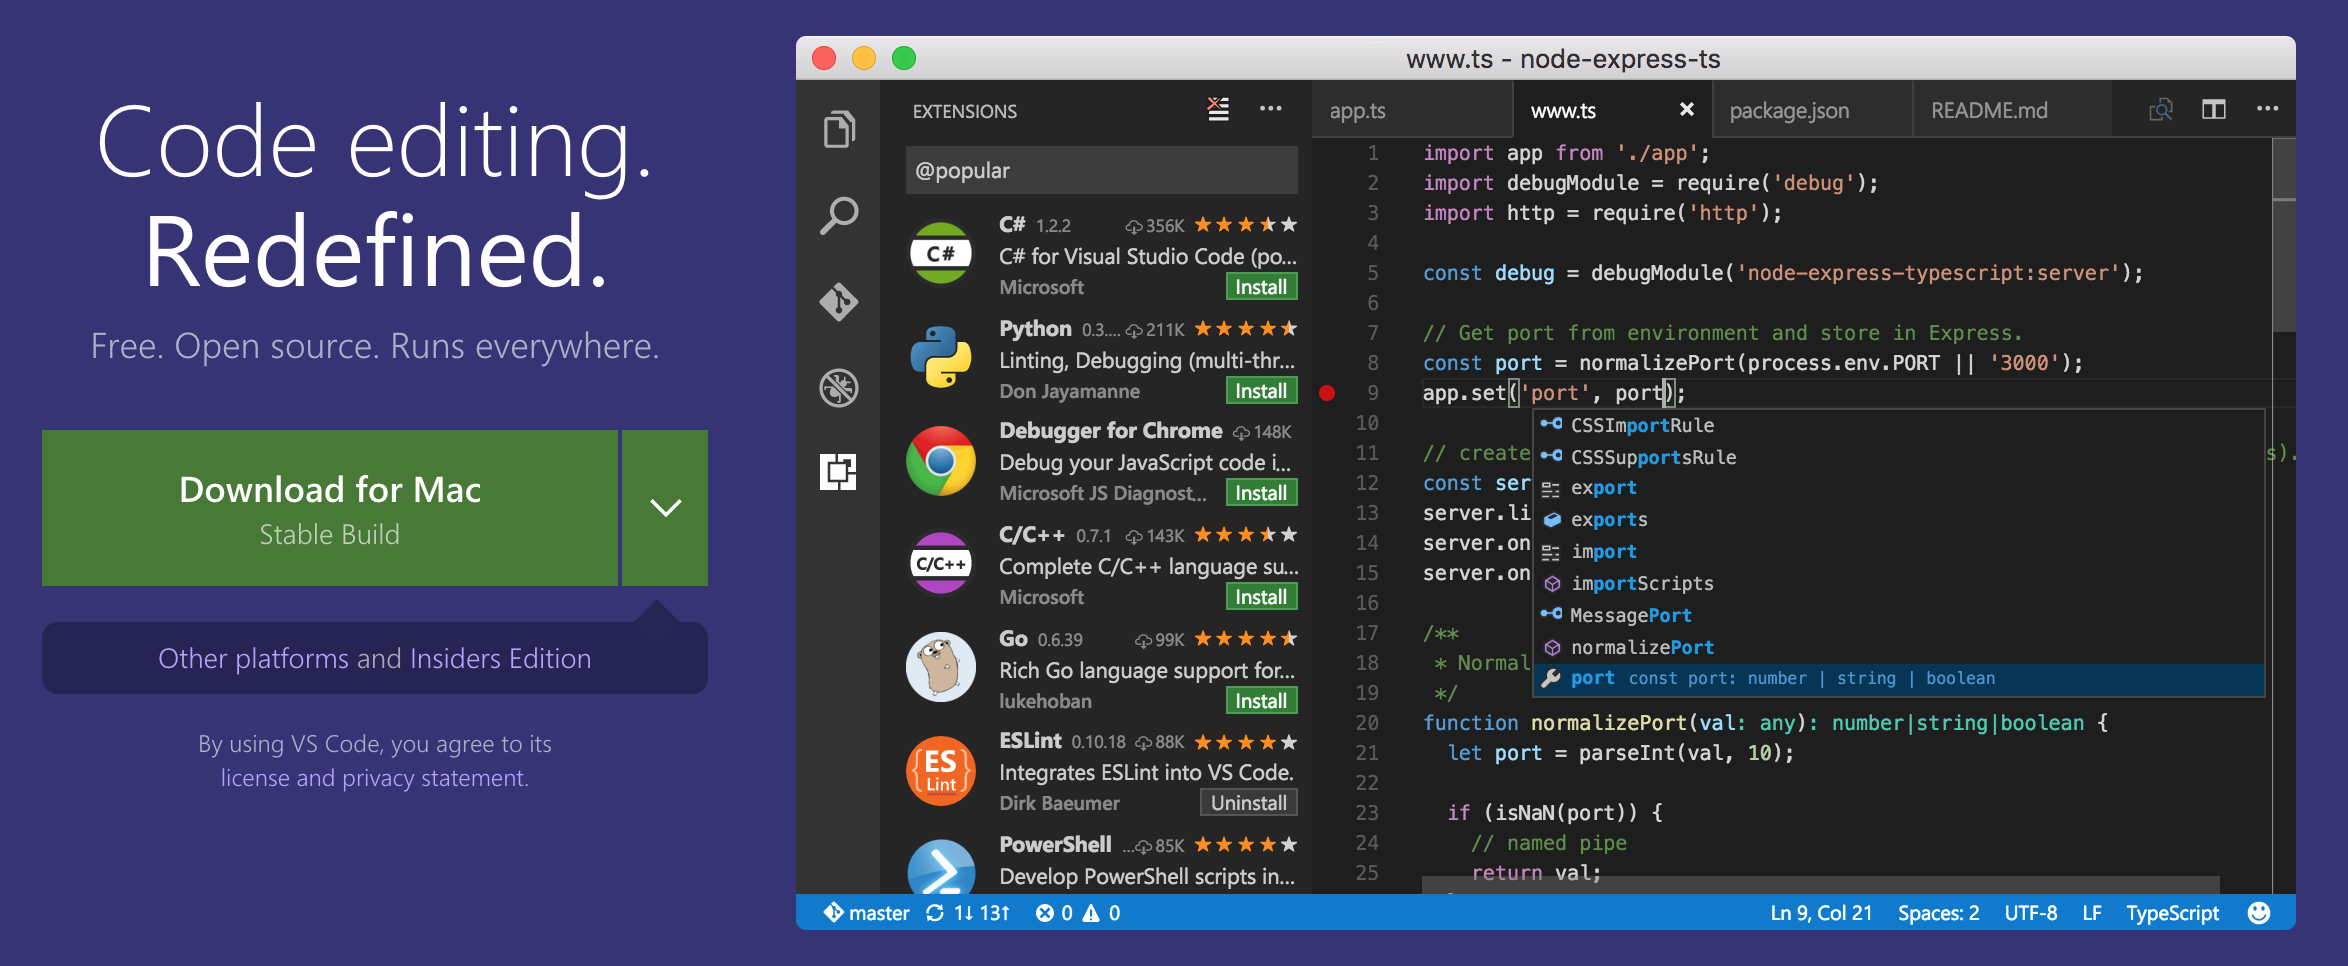 Code editing.
Redefined.
Free. Open source. Runs everywhere.
Download for Mac
Stable Build
Other platforms and Insiders Edition
By using VS Code, you agree to its
license and privacy statement.
www.ts - node-express-ts
EXTENSIONS
@popular
C# 1.2.2 356K
C# for Visual Studio Code (po...
Microsoft Install
C#
Python 0.3.... 211K
Linting, Debugging (multi-thr...
Don Jayamanne Install
Debugger for Chrome 148K
Debug your JavaScript code i...
Microsoft JS Diagnost... Install
C/C++ 0.7.1 143K
Complete C/C++ language su...
Microsoft Install
C/C++
Go 0.6.39 99K
Rich Go language support for...
lukehoban Install
ESLint 0.10.18 88K
Integrates ESLint into VS Code.
Dirk Baeumer Uninstall
{ES}
Lint
PowerShell ... 85K
Develop PowerShell scripts in...
app.ts www.ts × package.json README.md
1 import app from './app';
2 import debugModule = require('debug');
3 import http = require('http');
4
5 const debug = debugModule('node-express-typescript:server');
6
7 // Get port from environment and store in Express.
8 const port = normalizePort(process.env.PORT || '3000');
9 app.set('port', port);
10
11 // create s).
12 const ser
13 server.li
14 server.on
15 server.on
16
17 /**
18 * Normal
19 */
20 function normalizePort(val: any): number|string|boolean {
21 let port = parseInt(val, 10);
22
23 if (isNaN(port)) {
24 // named pipe
25 return val;
CSSImportRule
CSSSupportsRule
export
exports
import
importScripts
MessagePort
normalizePort
port const port: number | string | boolean
master 1↓ 13↑ 0 0 Ln 9, Col 21 Spaces: 2 UTF-8 LF TypeScript